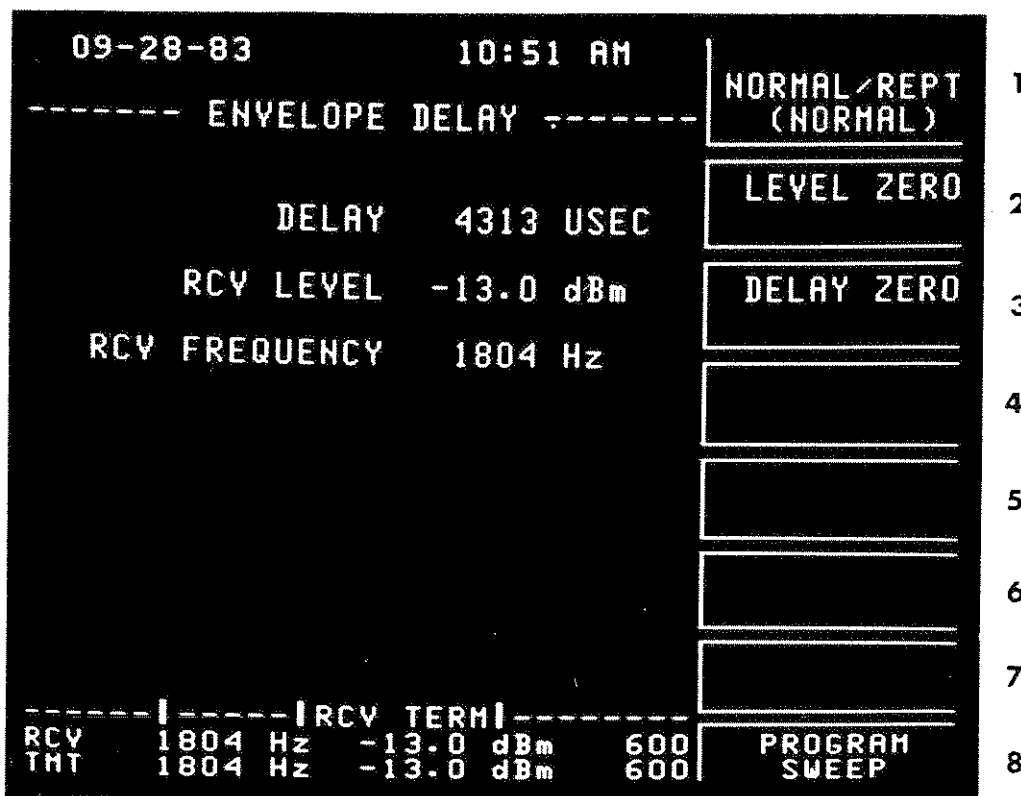 09-28-83 10:51 AM
------- ENVELOPE DELAY -------
DELAY 4313 USEC
RCV LEVEL -13.0 dBm
RCV FREQUENCY 1804 Hz
------|-----|RCV TERM|--------
RCV 1804 Hz -13.0 dBm 600
TMT 1804 Hz -13.0 dBm 600
NORMAL/REPT
(NORMAL)
1
LEVEL ZERO
2
DELAY ZERO
3
4
5
6
7
PROGRAM
SWEEP
8